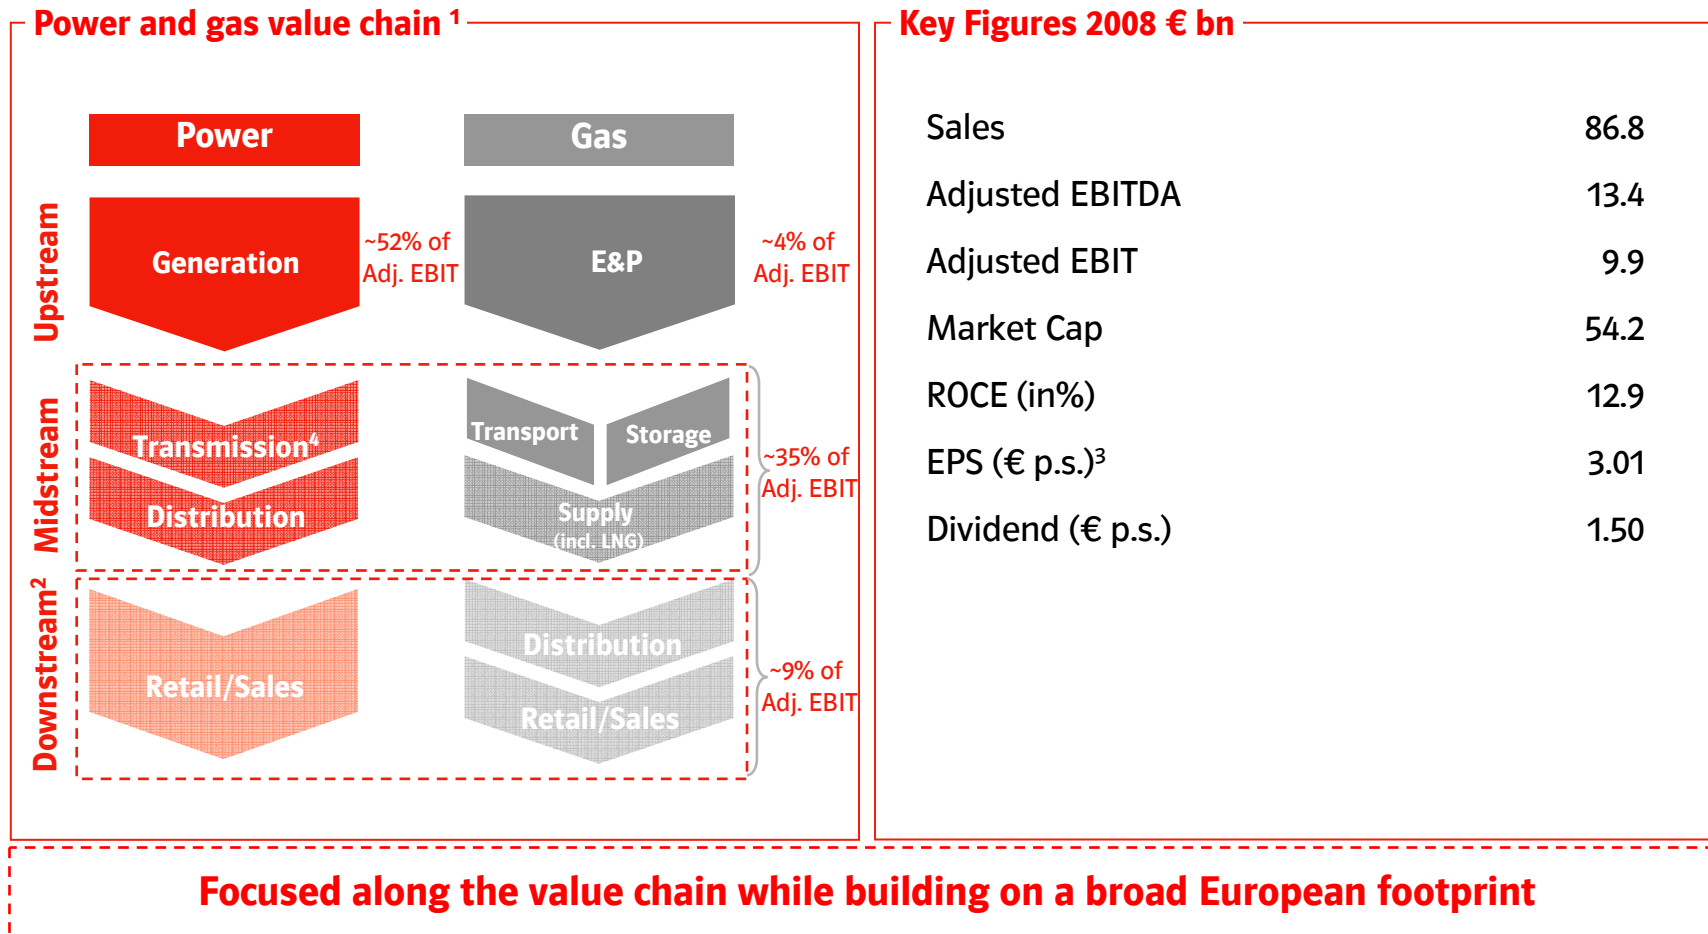 Power and gas value chain ¹
Power
Gas
Upstream
Generation
~52% of
Adj. EBIT
E&P
~4% of
Adj. EBIT
Midstream
Transmission⁴
Distribution
Transport
Storage
Supply
(incl. LNG)
~35% of
Adj. EBIT
Downstream²
Retail/Sales
Distribution
Retail/Sales
~9% of
Adj. EBIT
Key Figures 2008 € bn
Sales 86.8
Adjusted EBITDA 13.4
Adjusted EBIT 9.9
Market Cap 54.2
ROCE (in%) 12.9
EPS (€ p.s.)³ 3.01
Dividend (€ p.s.) 1.50
Focused along the value chain while building on a broad European footprint